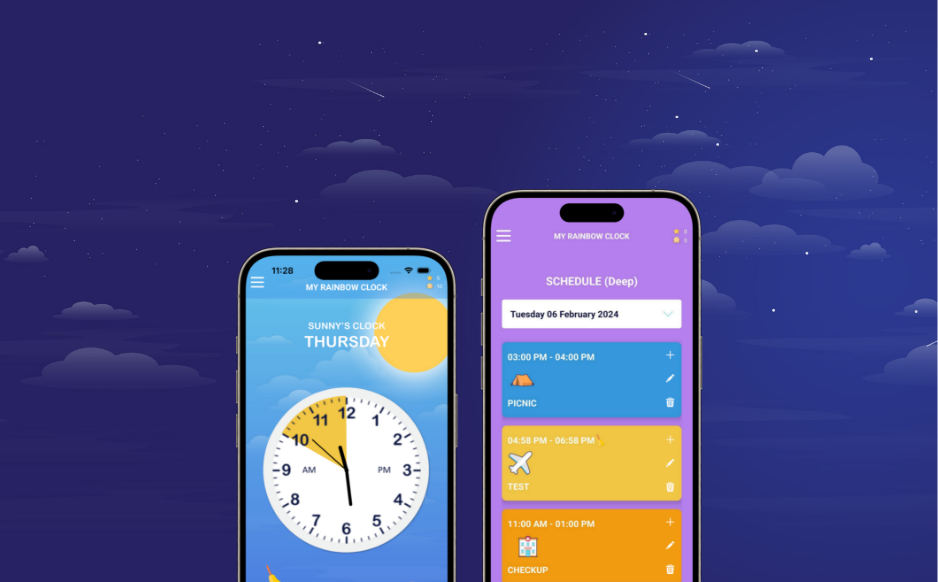 11:28
MY RAINBOW CLOCK
SUNNY'S CLOCK
THURSDAY
12
1
2
3
4
5
6
7
8
9
10
11
AM
PM
MY RAINBOW CLOCK
SCHEDULE (Deep)
Tuesday 06 February 2024
03:00 PM - 04:00 PM
PICNIC
04:58 PM - 06:58 PM
TEST
11:00 AM - 01:00 PM
CHECKUP